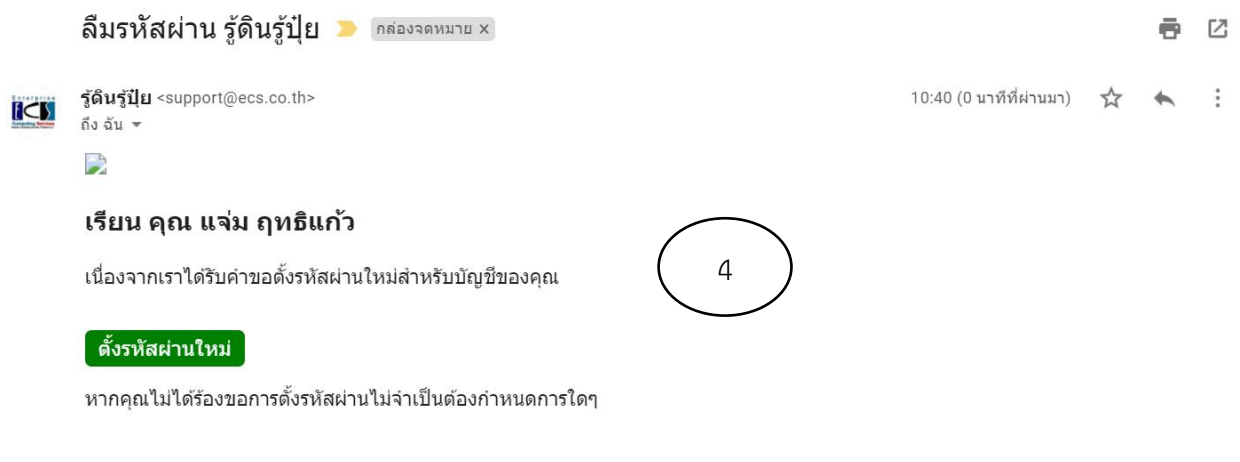 ลืมรหัสผ่าน รู้ดินรู้ปุ๋ย กล่องจดหมาย ×
รู้ดินรู้ปุ๋ย <support@ecs.co.th> 10:40 (0 นาทีที่ผ่านมา)
ถึง ฉัน
เรียน คุณ แจ่ม ฤทธิแก้ว
4
เนื่องจากเราได้รับคำขอตั้งรหัสผ่านใหม่สำหรับบัญชีของคุณ
ตั้งรหัสผ่านใหม่
หากคุณไม่ได้ร้องขอการตั้งรหัสผ่านไม่จำเป็นต้องกำหนดการใดๆ